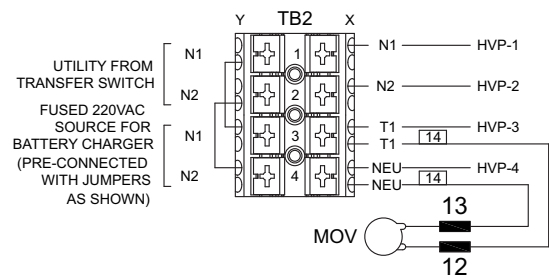 Y TB2 X
N1 1 N1 HVP-1
UTILITY FROM
TRANSFER SWITCH
N2 2 N2 HVP-2
FUSED 220VAC
SOURCE FOR
BATTERY CHARGER
(PRE-CONNECTED
WITH JUMPERS
AS SHOWN)
N1 3 T1 HVP-3
T1 14
N2 4 NEU HVP-4
NEU 14
13
MOV
12